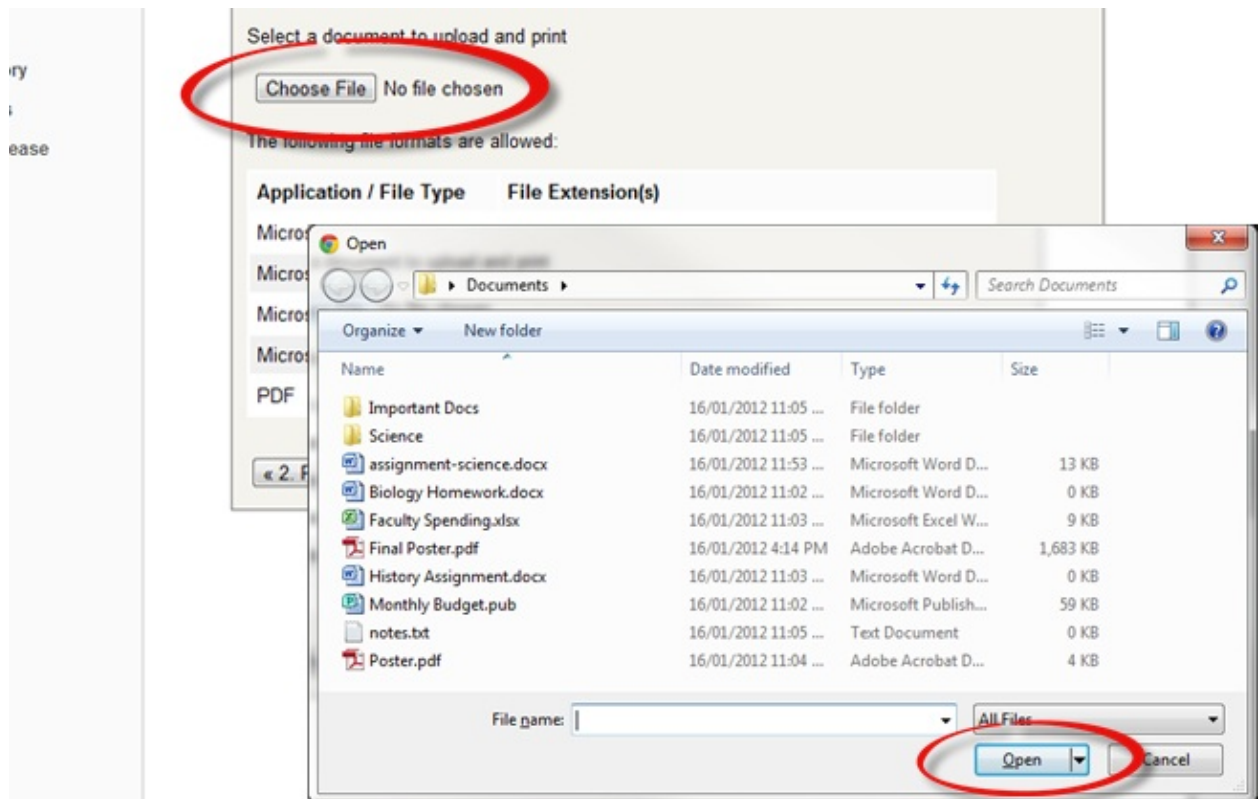 Select a document to upload and print
ory
Choose File No file chosen
s
ease
The following file formats are allowed:
Application / File Type File Extension(s)
Micros
Micros
Micros
Micros
PDF
« 2. P
Open
Documents
Search Documents
Organize New folder
Name Date modified Type Size
Important Docs 16/01/2012 11:05 ... File folder
Science 16/01/2012 11:05 ... File folder
assignment-science.docx 16/01/2012 11:53 ... Microsoft Word D... 13 KB
Biology Homework.docx 16/01/2012 11:02 ... Microsoft Word D... 0 KB
Faculty Spending.xlsx 16/01/2012 11:03 ... Microsoft Excel W... 9 KB
Final Poster.pdf 16/01/2012 4:14 PM Adobe Acrobat D... 1,683 KB
History Assignment.docx 16/01/2012 11:03 ... Microsoft Word D... 0 KB
Monthly Budget.pub 16/01/2012 11:02 ... Microsoft Publish... 59 KB
notes.txt 16/01/2012 11:05 ... Text Document 0 KB
Poster.pdf 16/01/2012 11:04 ... Adobe Acrobat D... 4 KB
File name: All Files
Open Cancel